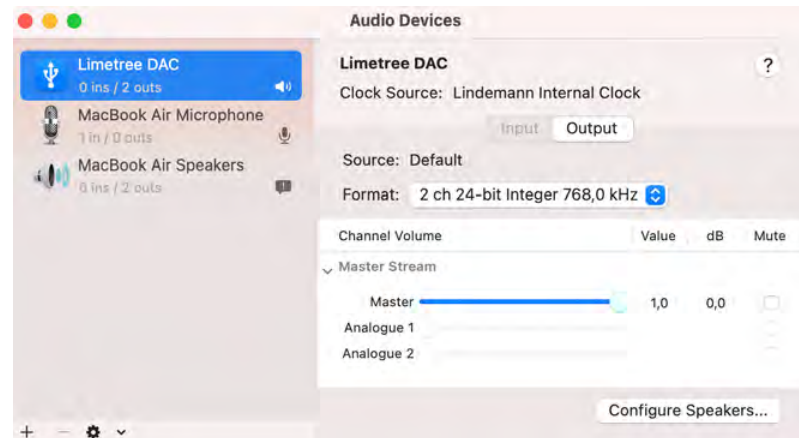 Audio Devices
Limetree DAC
0 ins / 2 outs
MacBook Air Microphone
1 in / 0 outs
MacBook Air Speakers
0 ins / 2 outs
Limetree DAC
?
Clock Source: Lindemann Internal Clock
Input Output
Source: Default
Format: 2 ch 24-bit Integer 768,0 kHz
Channel Volume Value dB Mute
Master Stream
Master 1,0 0,0
Analogue 1
Analogue 2
Configure Speakers...